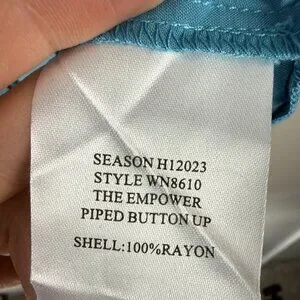 SEASON H12023
STYLE WN8610
THE EMPOWER
PIPED BUTTON UP
SHELL:100%RAYON